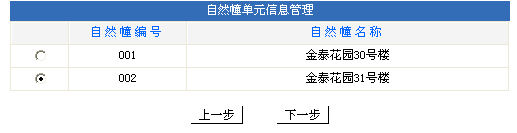 自然幢单元信息管理
自然幢编号 自然幢名称
001 金泰花园30号楼
002 金泰花园31号楼
上一步 下一步